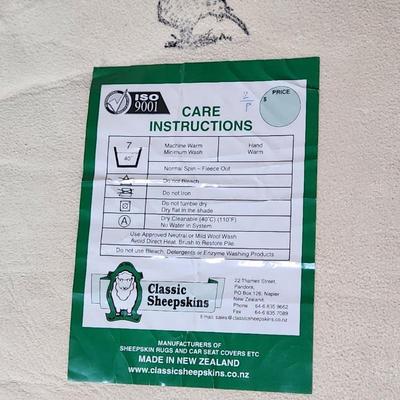 ISO
9001
2
P
PRICE
$
CARE
INSTRUCTIONS
7
40°
Machine Warm
Minimum Wash
Hand
Warm
Normal Spin - Fleece Out
Do not Bleach
Do not Iron
Do not tumble dry
Dry flat in the shade
A
Dry Cleanable (40°C) (110°F)
No Water in System
Use Approved Neutral or Mild Wool Wash
Avoid Direct Heat. Brush to Restore Pile.
Do not use Bleach, Detergents or Enzyme Washing Products
Classic
Sheepskins
22 Thames Street,
Pandora,
PO Box 126, Napier
New Zealand
Phone 64-6 835 9662
Fax 64-6 835 7089
E mail: sales@classicsheepskins.co.nz
MANUFACTURERS OF
SHEEPSKIN RUGS AND CAR SEAT COVERS ETC
MADE IN NEW ZEALAND
www.classicsheepskins.co.nz